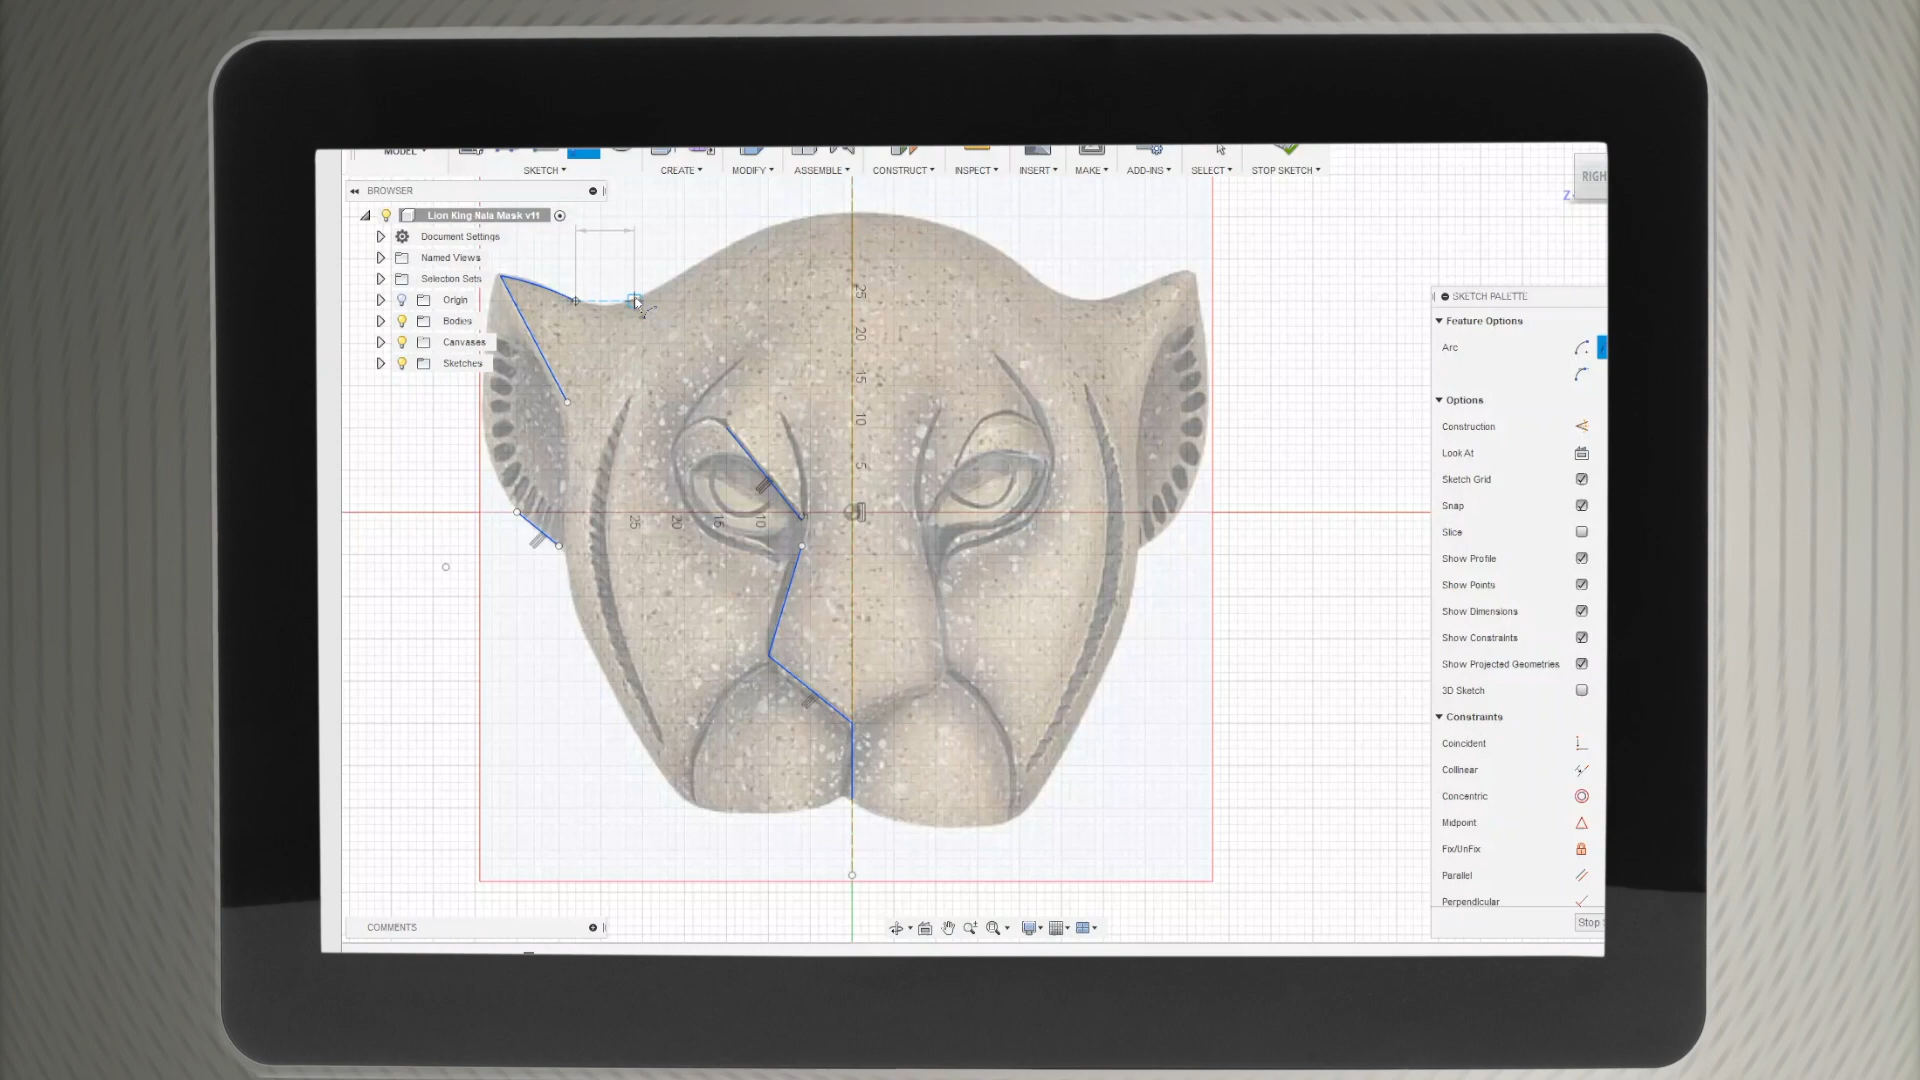 MODEL
SKETCH CREATE MODIFY ASSEMBLE CONSTRUCT INSPECT INSERT MAKE ADD-INS SELECT STOP SKETCH
BROWSER
Lion King Nala Mask v11
Document Settings
Named Views
Selection Sets
Origin
Bodies
Canvases
Sketches
RIGH
Z
25
20
15
10
5
25
20
15
10
5
SKETCH PALETTE
Feature Options
Arc
Options
Construction
Look At
Sketch Grid
Snap
Slice
Show Profile
Show Points
Show Dimensions
Show Constraints
Show Projected Geometries
3D Sketch
Constraints
Coincident
Collinear
Concentric
Midpoint
Fix/UnFix
Parallel
Perpendicular
Stop
COMMENTS